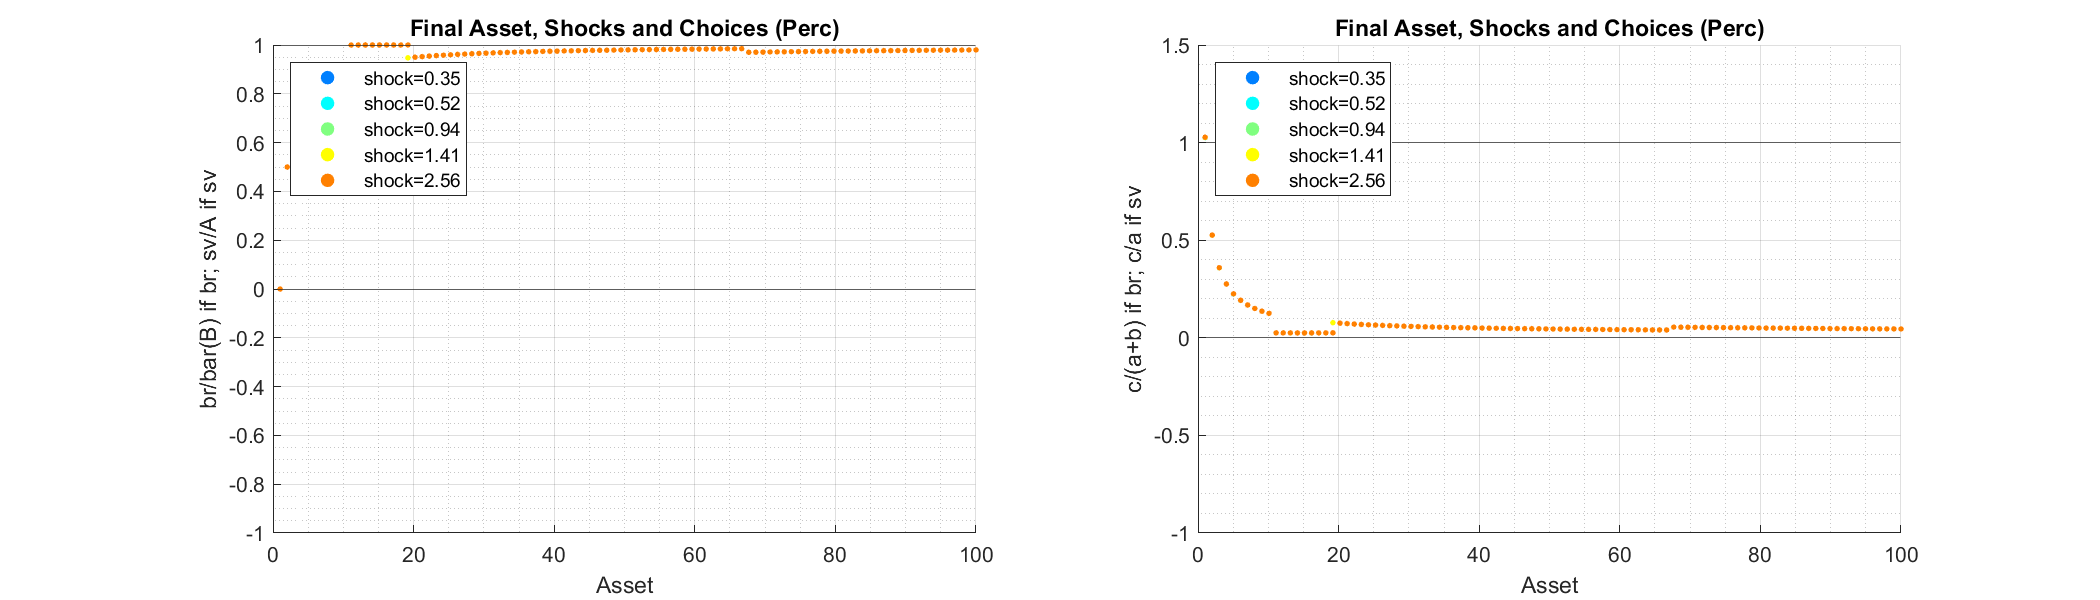 Final Asset, Shocks and Choices (Perc)
1
0.8
0.6
0.4
0.2
0
-0.2
-0.4
-0.6
-0.8
-1
br/bar(B) if br; sv/A if sv
shock=0.35
shock=0.52
shock=0.94
shock=1.41
shock=2.56
0 20 40 60 80 100
Asset
Final Asset, Shocks and Choices (Perc)
1.5
1
0.5
0
-0.5
-1
c/(a+b) if br; c/a if sv
shock=0.35
shock=0.52
shock=0.94
shock=1.41
shock=2.56
0 20 40 60 80 100
Asset